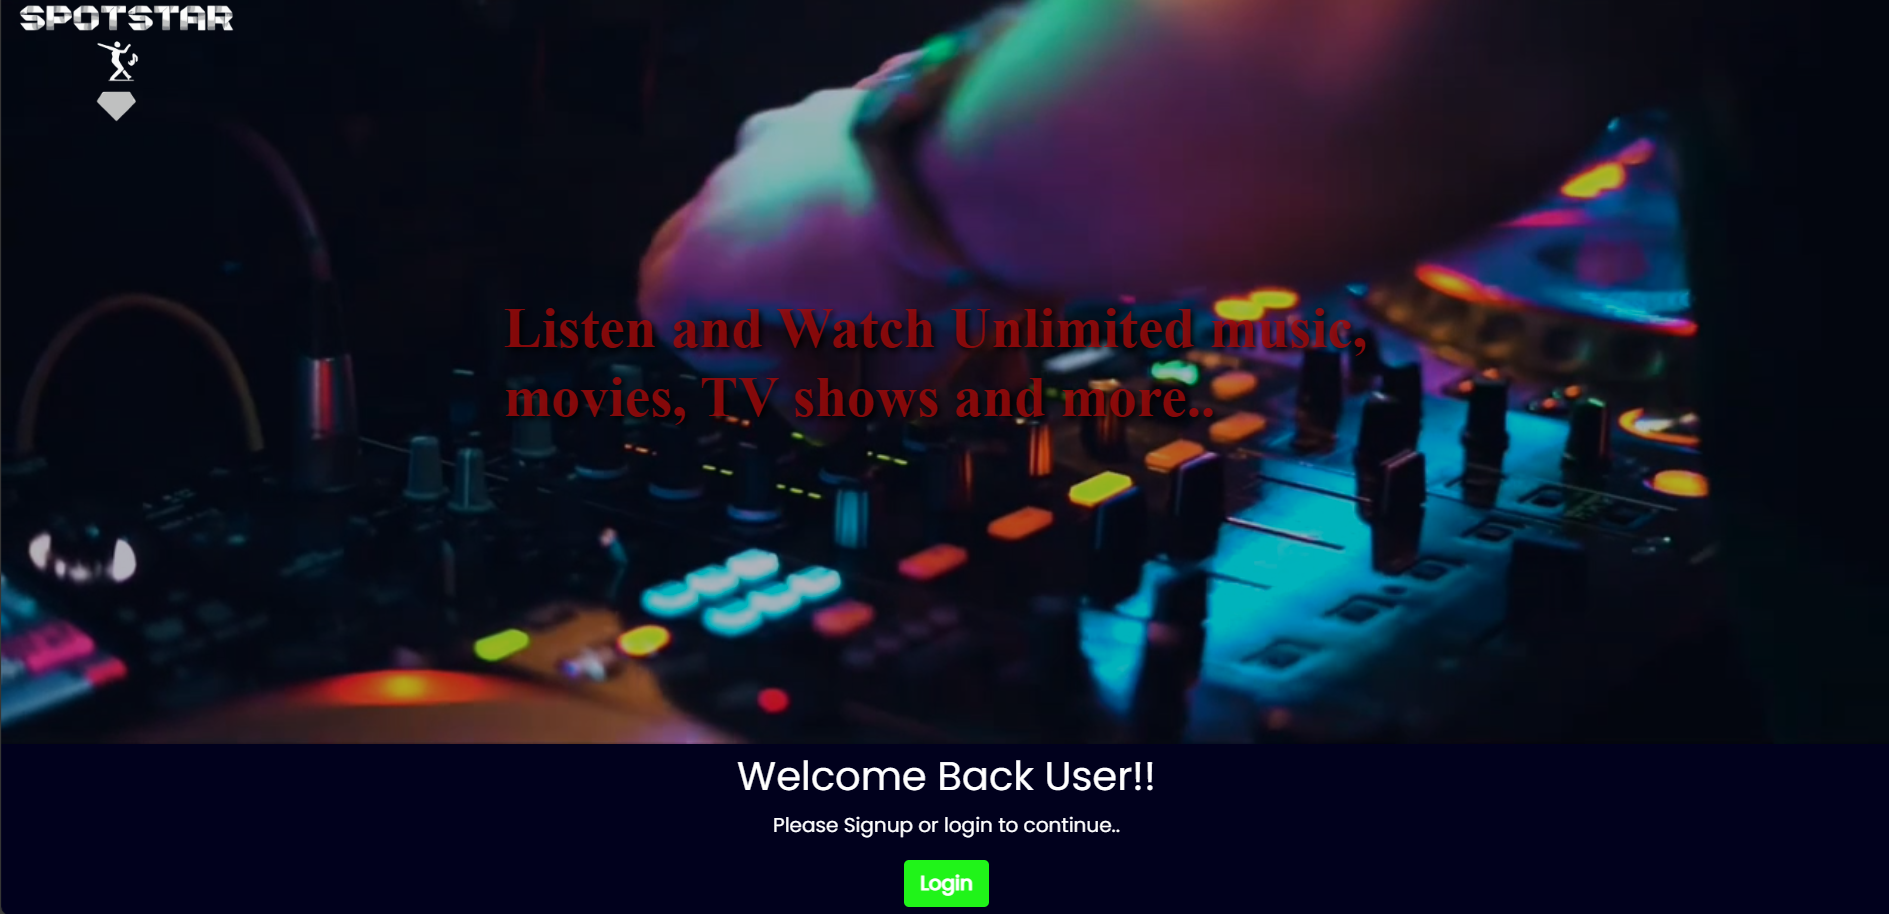 SPOTSTAR
Listen and Watch Unlimited music,
movies, TV shows and more..
Welcome Back User!!
Please Signup or login to continue..
Login